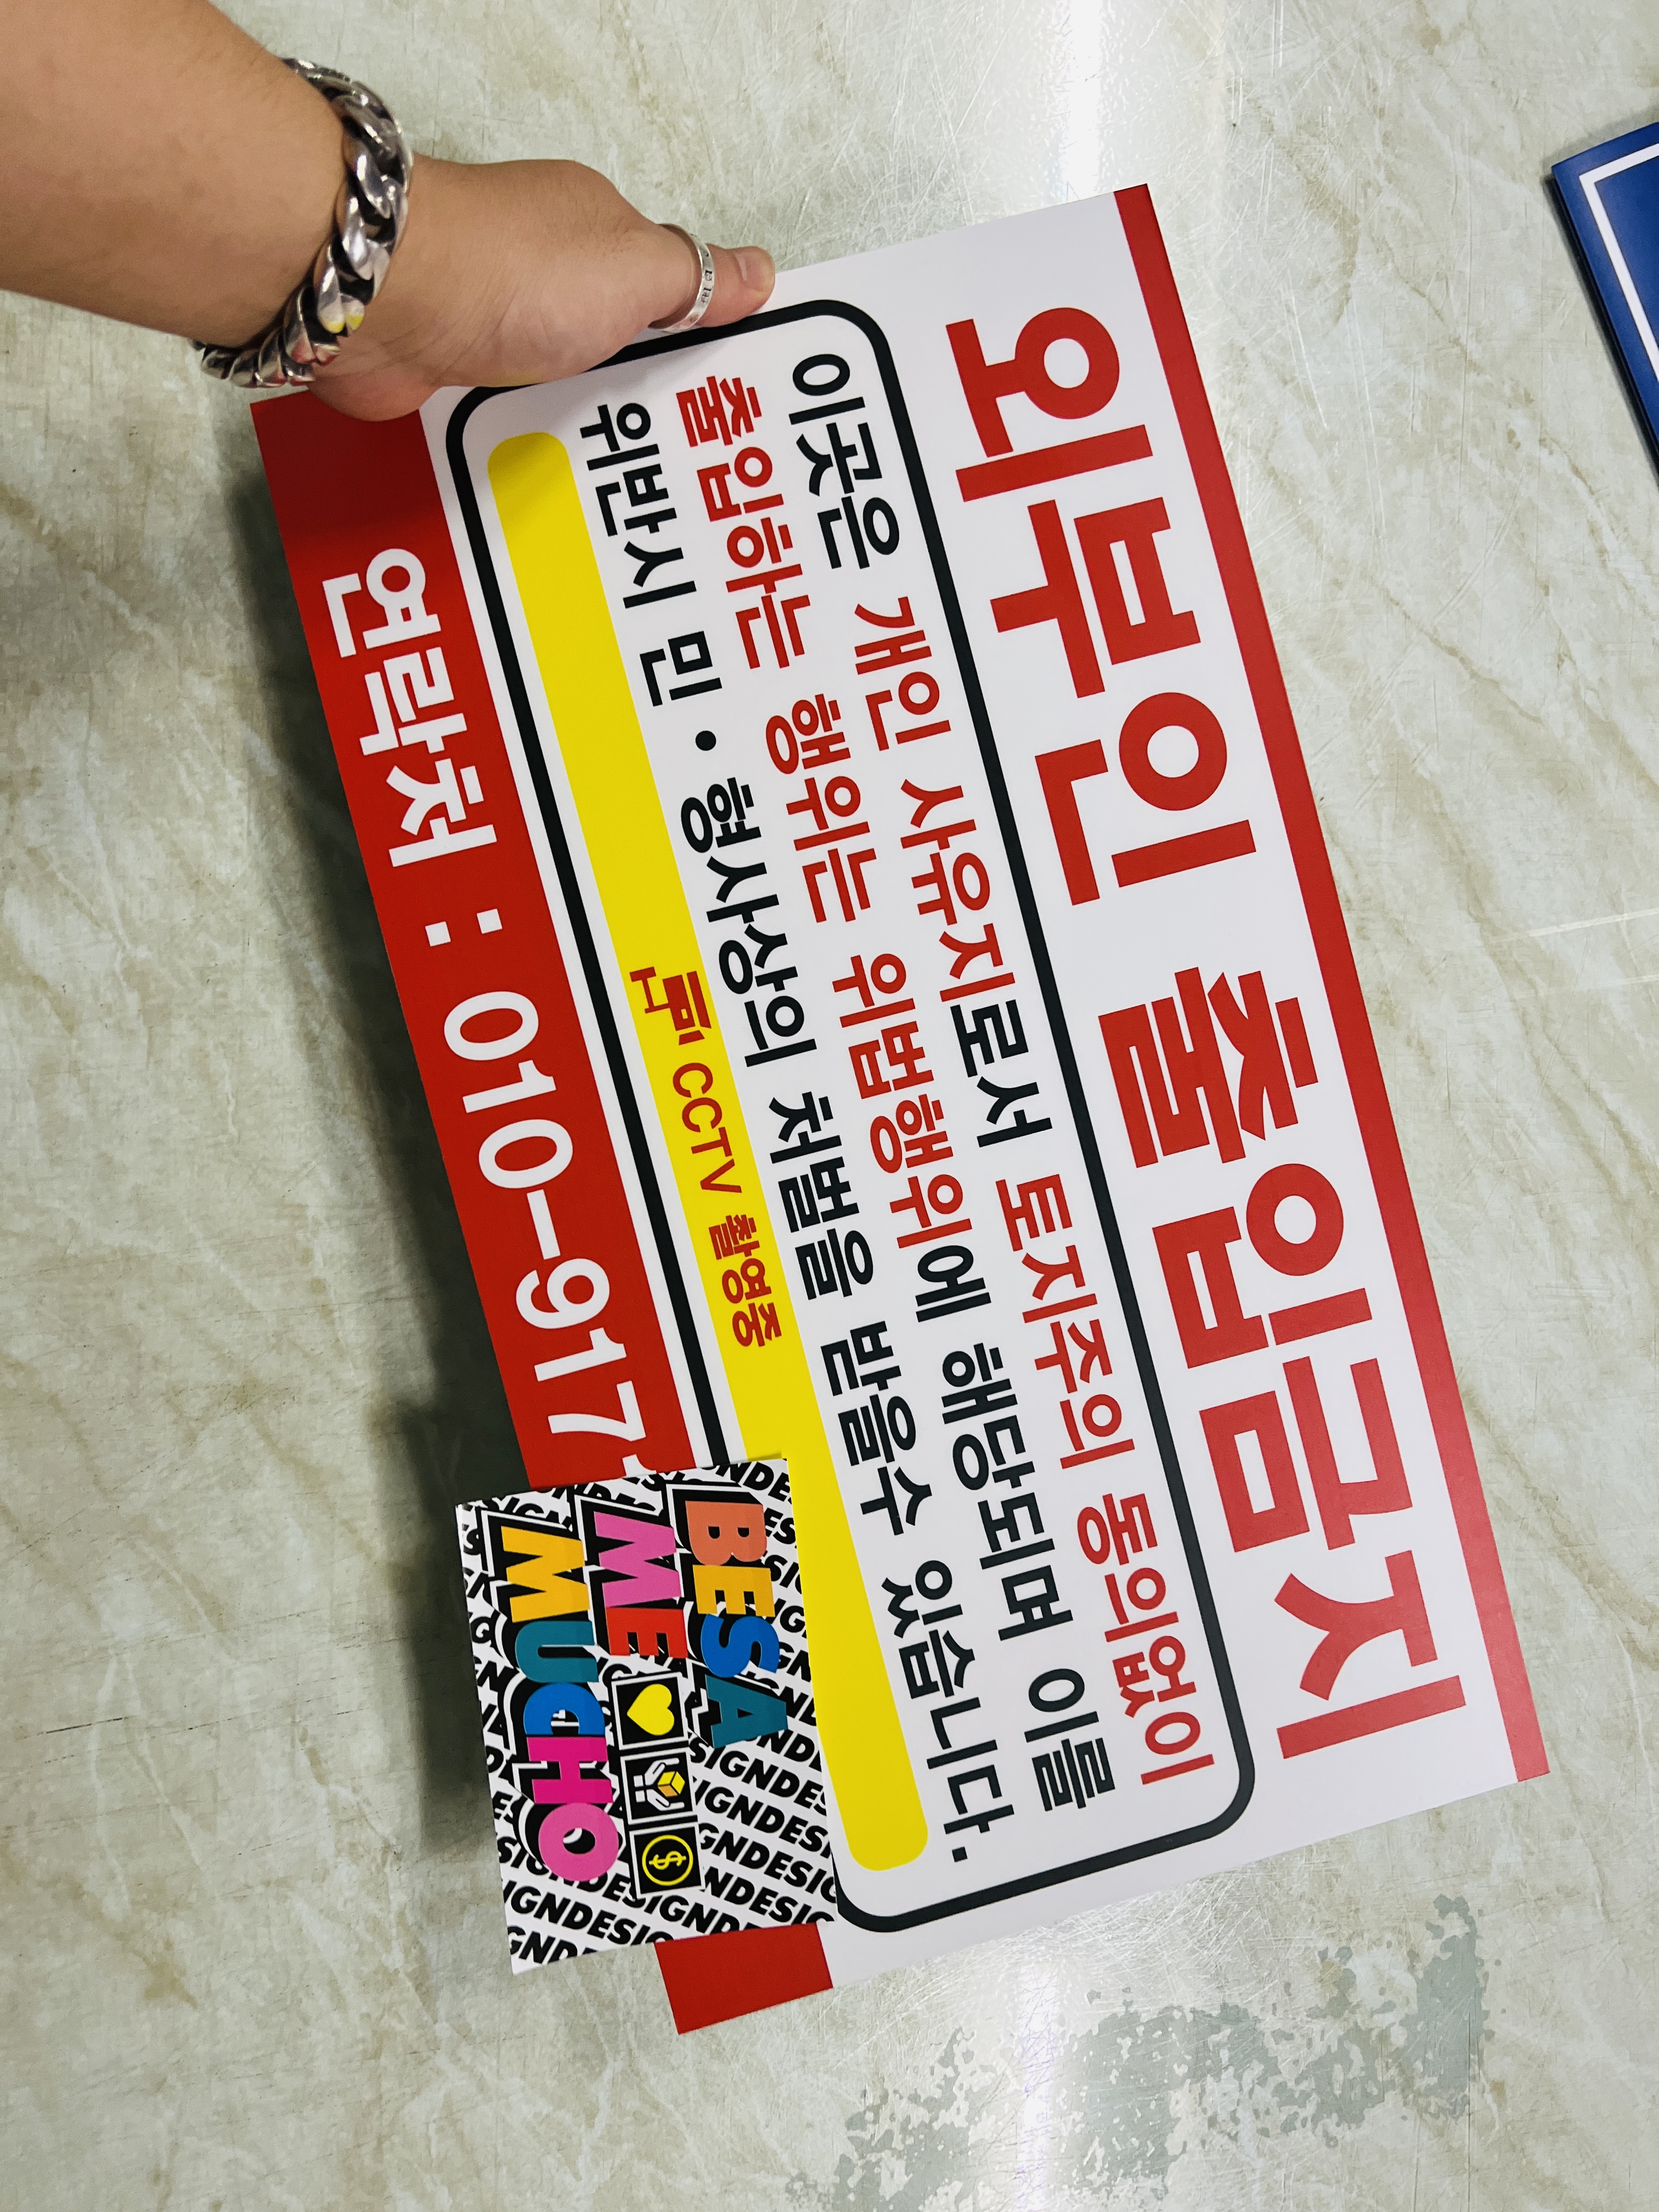 외부인 출입금지
이곳은 개인 사유지로서 토지주의 동의없이
출입하는 행위는 위법행위에 해당되며 이를
위반시 민 · 형사상의 처벌을 받을수 있습니다.
CCTV 촬영중
연락처 : 010-917
BESA
ME
MUCHO